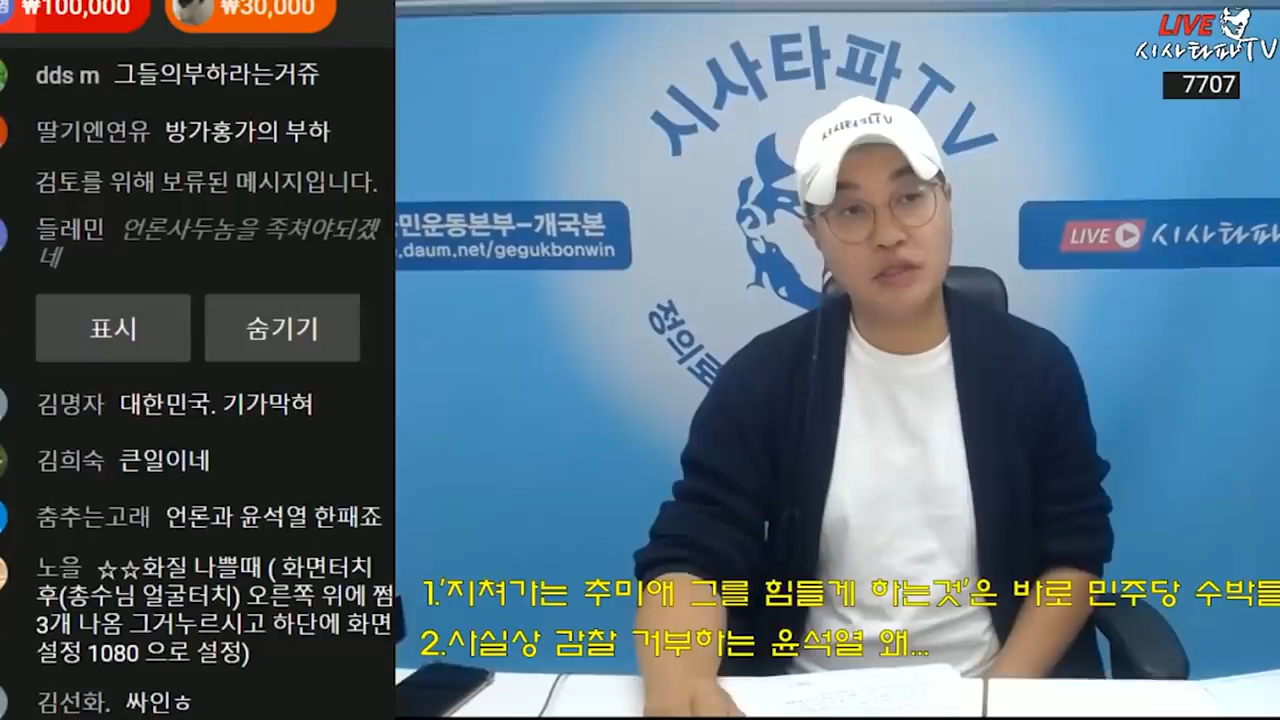 ₩100,000
₩30,000
dds m 그들의부하라는거쥬
딸기엔연유 방가홍가의 부하
검토를 위해 보류된 메시지입니다.
들레민 언론사두놈을 족쳐야되겠
네
표시
숨기기
김명자 대한민국. 기가막혀
김희숙 큰일이네
춤추는고래 언론과 윤석열 한패죠
노을 ☆☆화질 나쁠때 ( 화면터치
후(총수님 얼굴터치) 오른쪽 위에 쩜
3개 나옴 그거누르시고 하단에 화면
설정 1080 으로 설정)
김선화. 싸인ㅎ
시사타파TV
시사타파TV
민운동본부-개국본
.daum.net/gegukbonwin
정의로
LIVE
시사타파TV
7707
LIVE 시사타파
1.'지쳐가는 추미애 그를 힘들게 하는것'은 바로 민주당 수박들
2.사실상 감찰 거부하는 윤석열 왜...